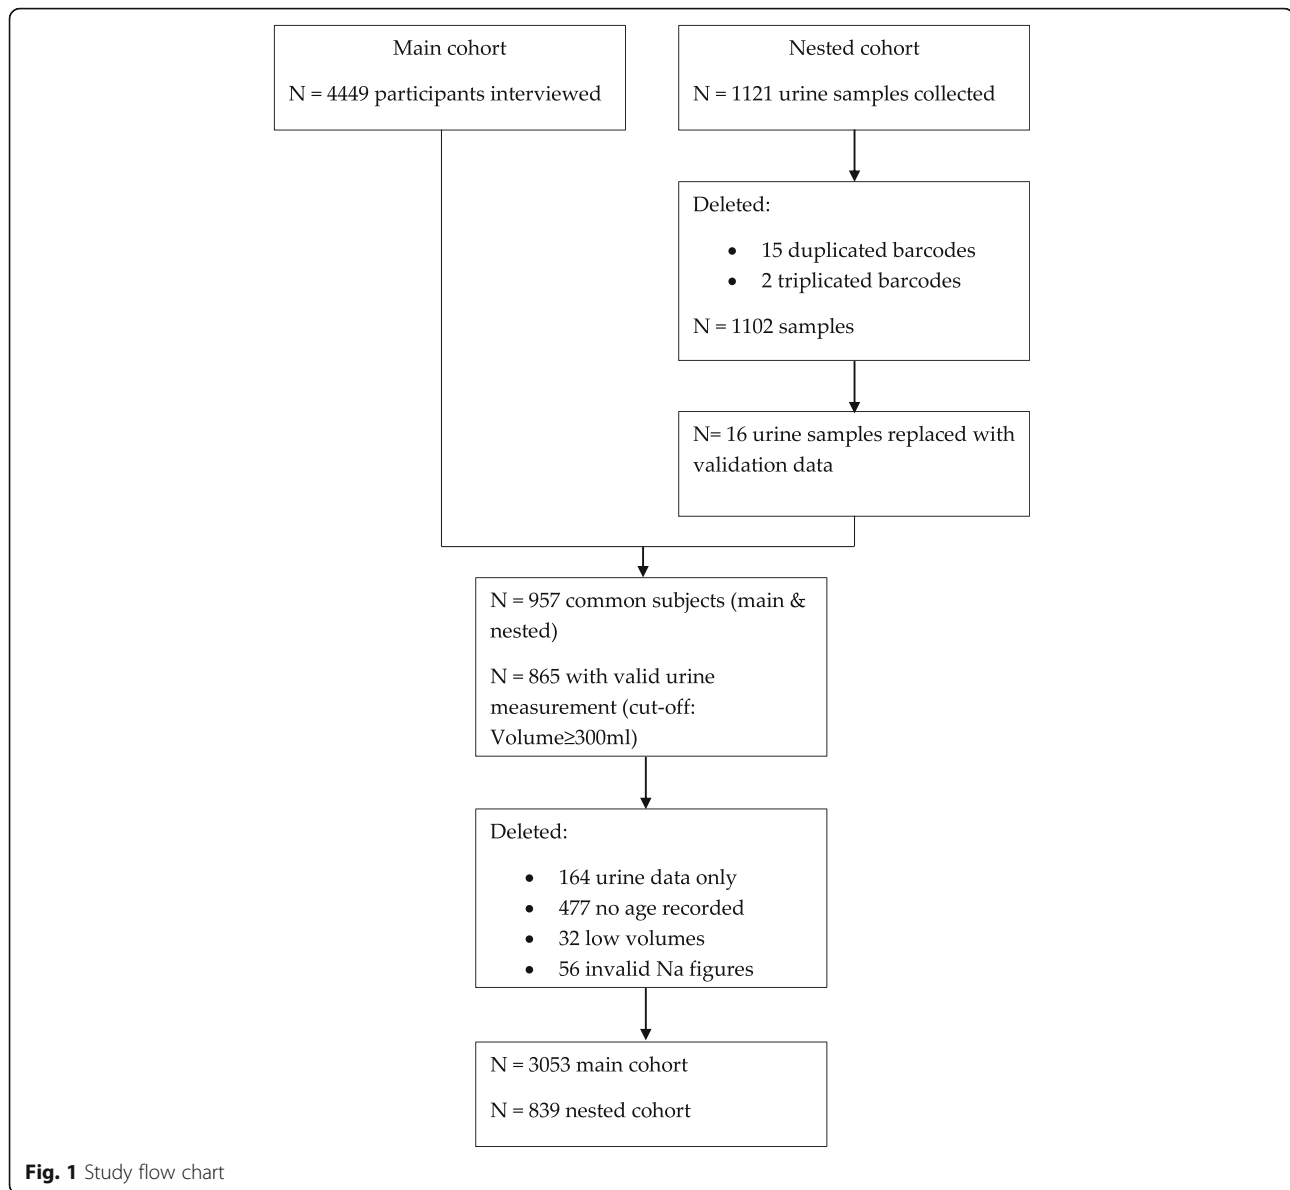 Main cohort
N = 4449 participants interviewed
Nested cohort
N = 1121 urine samples collected
Deleted:
• 15 duplicated barcodes
• 2 triplicated barcodes
N = 1102 samples
N= 16 urine samples replaced with
validation data
N = 957 common subjects (main &
nested)
N = 865 with valid urine
measurement (cut-off:
Volume≥300ml)
Deleted:
• 164 urine data only
• 477 no age recorded
• 32 low volumes
• 56 invalid Na figures
N = 3053 main cohort
N = 839 nested cohort
Fig. 1 Study flow chart